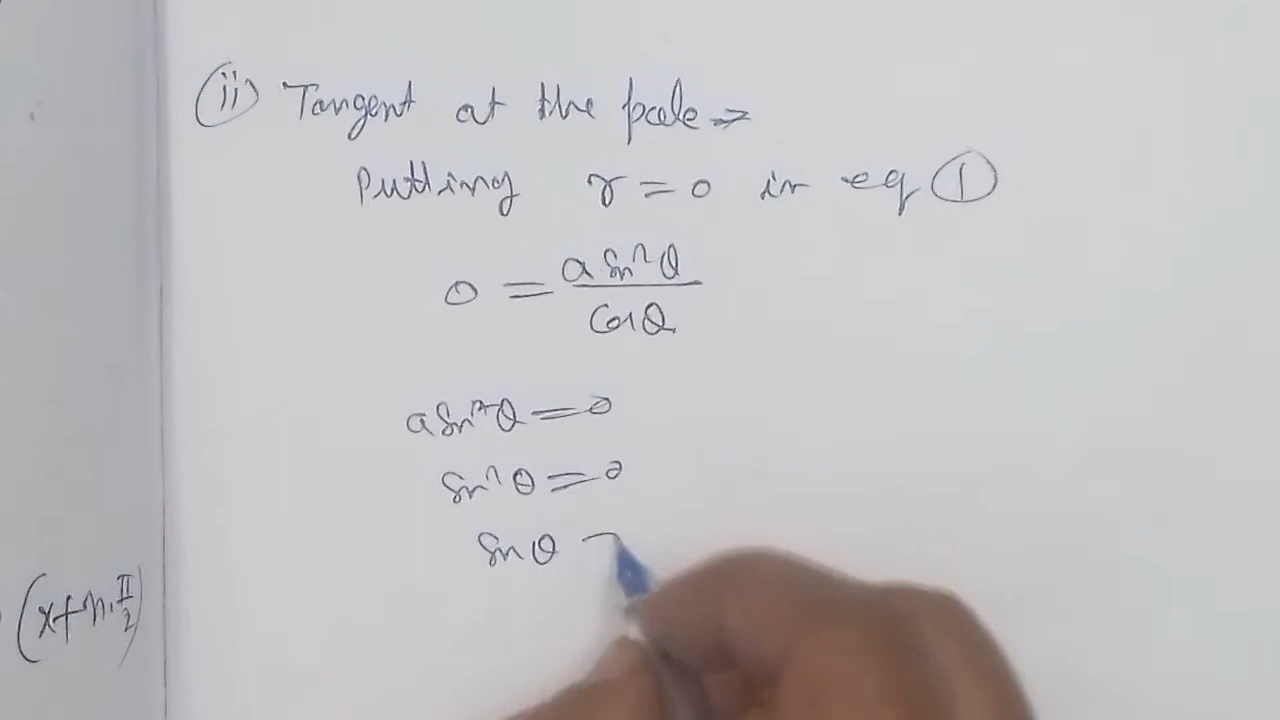 (ii) Tangent at the pole →
Putting r = 0 in eq ①
0 = a sin²θ / cosθ
a sin²θ = 0
sin²θ = 0
sinθ =
(x+n.π/2)